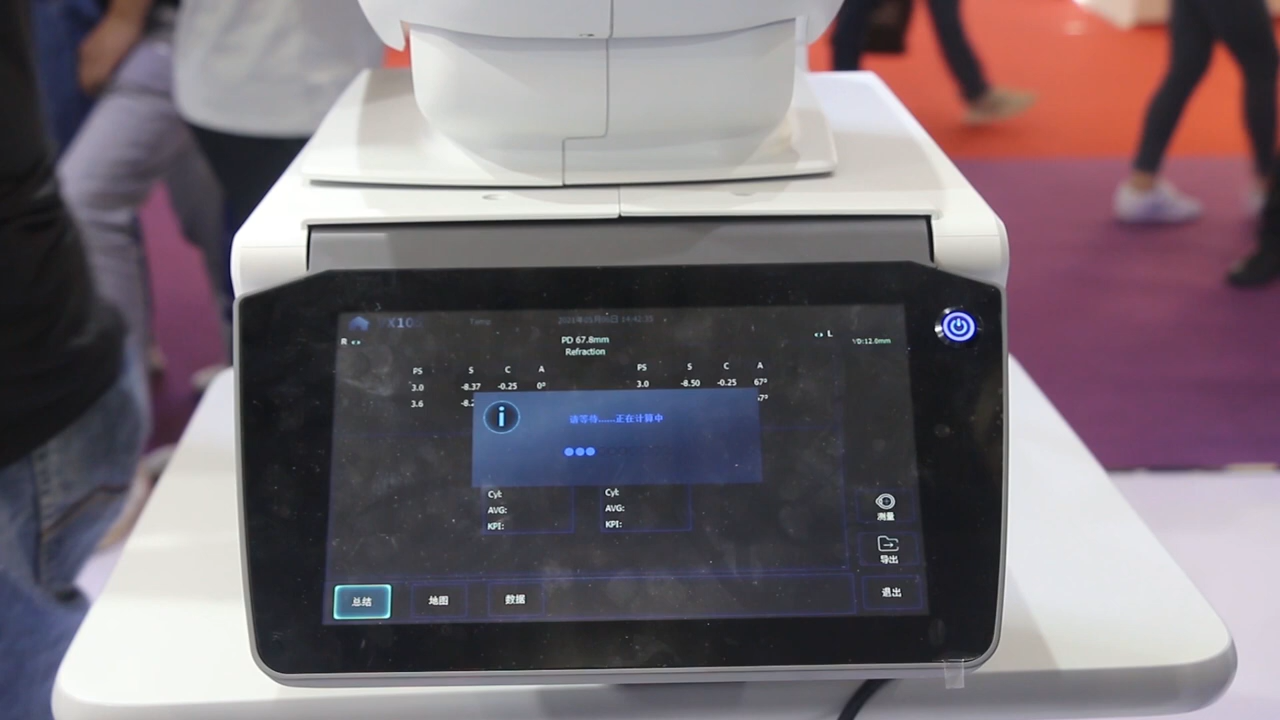 Temp
R
PD 67.8mm
L
VD:12.0mm
Refraction
PS S C A
3.0 -8.37 -0.25 0°
3.6
PS S C A
3.0 -8.50 -0.25 67°
请等待......正在计算中
Cyl:
AVG:
KPI:
Cyl:
AVG:
KPI:
测量
导出
退出
总结 地图 数据